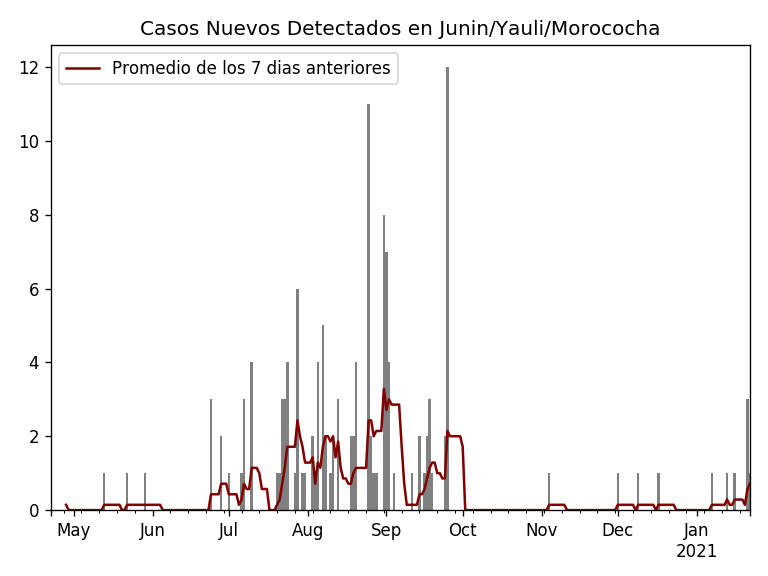 Casos Nuevos Detectados en Junin/Yauli/Morococha
Promedio de los 7 dias anteriores
12
10
8
6
4
2
0
May Jun Jul Aug Sep Oct Nov Dec Jan
2021